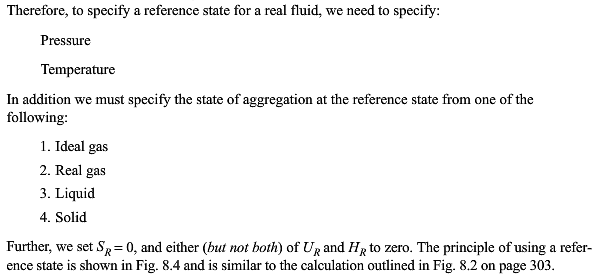 Therefore, to specify a reference state for a real fluid, we need to specify:
Pressure
Temperature
In addition we must specify the state of aggregation at the reference state from one of the
following:
1. Ideal gas
2. Real gas
3. Liquid
4. Solid
Further, we set S_R = 0, and either (but not both) of U_R and H_R to zero. The principle of using a refer-
ence state is shown in Fig. 8.4 and is similar to the calculation outlined in Fig. 8.2 on page 303.